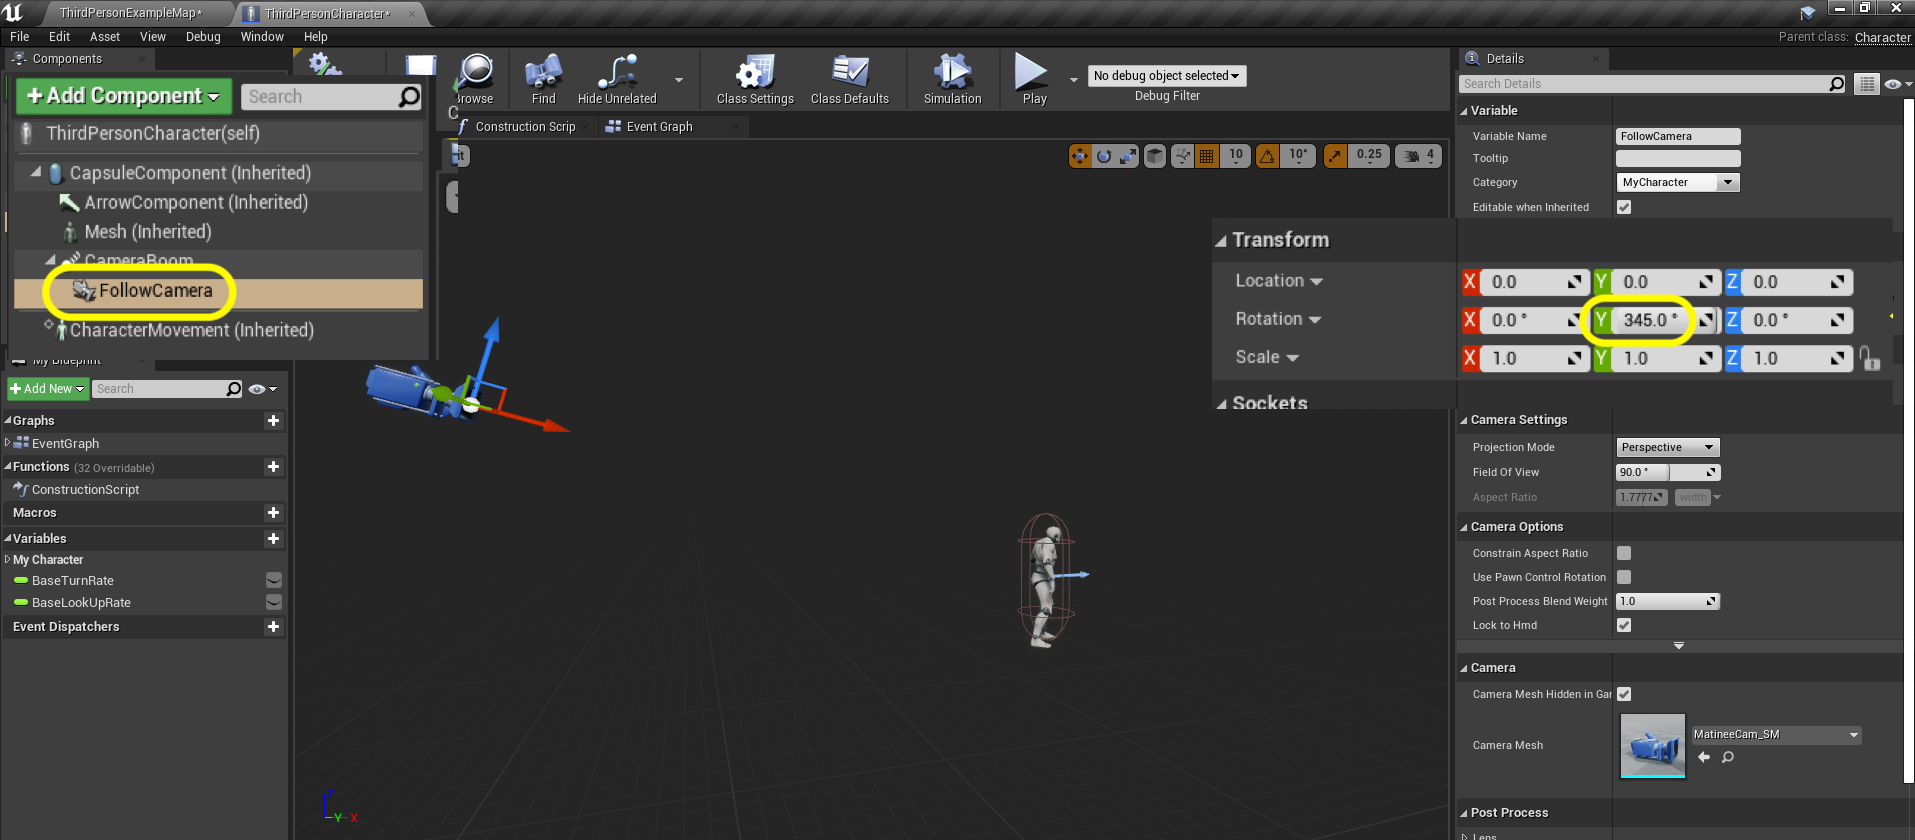 ThirdPersonExampleMap*
ThirdPersonCharacter*
File Edit Asset View Debug Window Help
Parent class: Character
Components
+Add Component
Search
ThirdPersonCharacter(self)
CapsuleComponent (Inherited)
ArrowComponent (Inherited)
Mesh (Inherited)
CameraBoom
FollowCamera
CharacterMovement (Inherited)
My Blueprint
+Add New
Search
Graphs
EventGraph
Functions (32 Overridable)
ConstructionScript
Macros
Variables
My Character
BaseTurnRate
BaseLookUpRate
Event Dispatchers
Browse
Find
Hide Unrelated
Class Settings
Class Defaults
Simulation
Play
No debug object selected
Debug Filter
Construction Scrip
Event Graph
10
10°
0.25
4
Z
Y
X
Details
Search Details
Variable
Variable Name FollowCamera
Tooltip
Category MyCharacter
Editable when Inherited
Transform
Location X 0.0 Y 0.0 Z 0.0
Rotation X 0.0 ° Y 345.0 ° Z 0.0 °
Scale X 1.0 Y 1.0 Z 1.0
Sockets
Camera Settings
Projection Mode Perspective
Field Of View 90.0 °
Aspect Ratio 1.7777 width
Camera Options
Constrain Aspect Ratio
Use Pawn Control Rotation
Post Process Blend Weight 1.0
Lock to Hmd
Camera
Camera Mesh Hidden in Gar
Camera Mesh MatineeCam_SM
Post Process
Lens